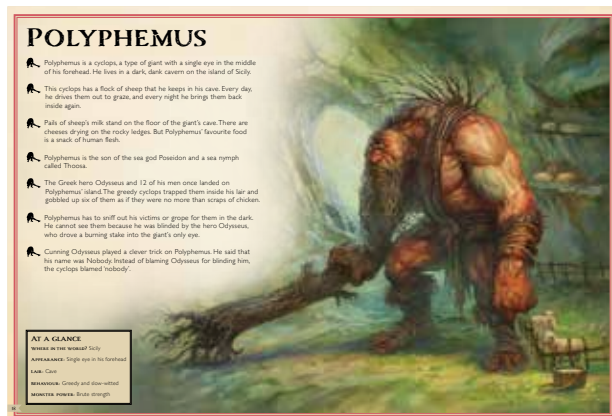 POLYPHEMUS
Polyphemus is a cyclops, a type of giant with a single eye in the middle
of his forehead. He lives in a dark, dank cavern on the island of Sicily.
This cyclops has a flock of sheep that he keeps in his cave. Every day,
he drives them out to graze, and every night he brings them back
inside again.
Pails of sheep's milk stand on the floor of the giant's cave. There are
cheeses drying on the rocky ledges. But Polyphemus' favourite food
is a snack of human flesh.
Polyphemus is the son of the sea god Poseidon and a sea nymph
called Thoosa.
The Greek hero Odysseus and 12 of his men once landed on
Polyphemus' island. The greedy cyclops trapped them inside his lair and
gobbled up six of them as if they were no more than scraps of chicken.
Polyphemus has to sniff out his victims or grope for them in the dark.
He cannot see them because he was blinded by the hero Odysseus,
who drove a burning stake into the giant's only eye.
Cunning Odysseus played a clever trick on Polyphemus. He said that
his name was Nobody. Instead of blaming Odysseus for blinding him,
the cyclops blamed 'nobody'.
AT A GLANCE
WHERE IN THE WORLD? Sicily
APPEARANCE: Single eye in his forehead
LAIR: Cave
BEHAVIOUR: Greedy and slow-witted
MONSTER POWER: Brute strength